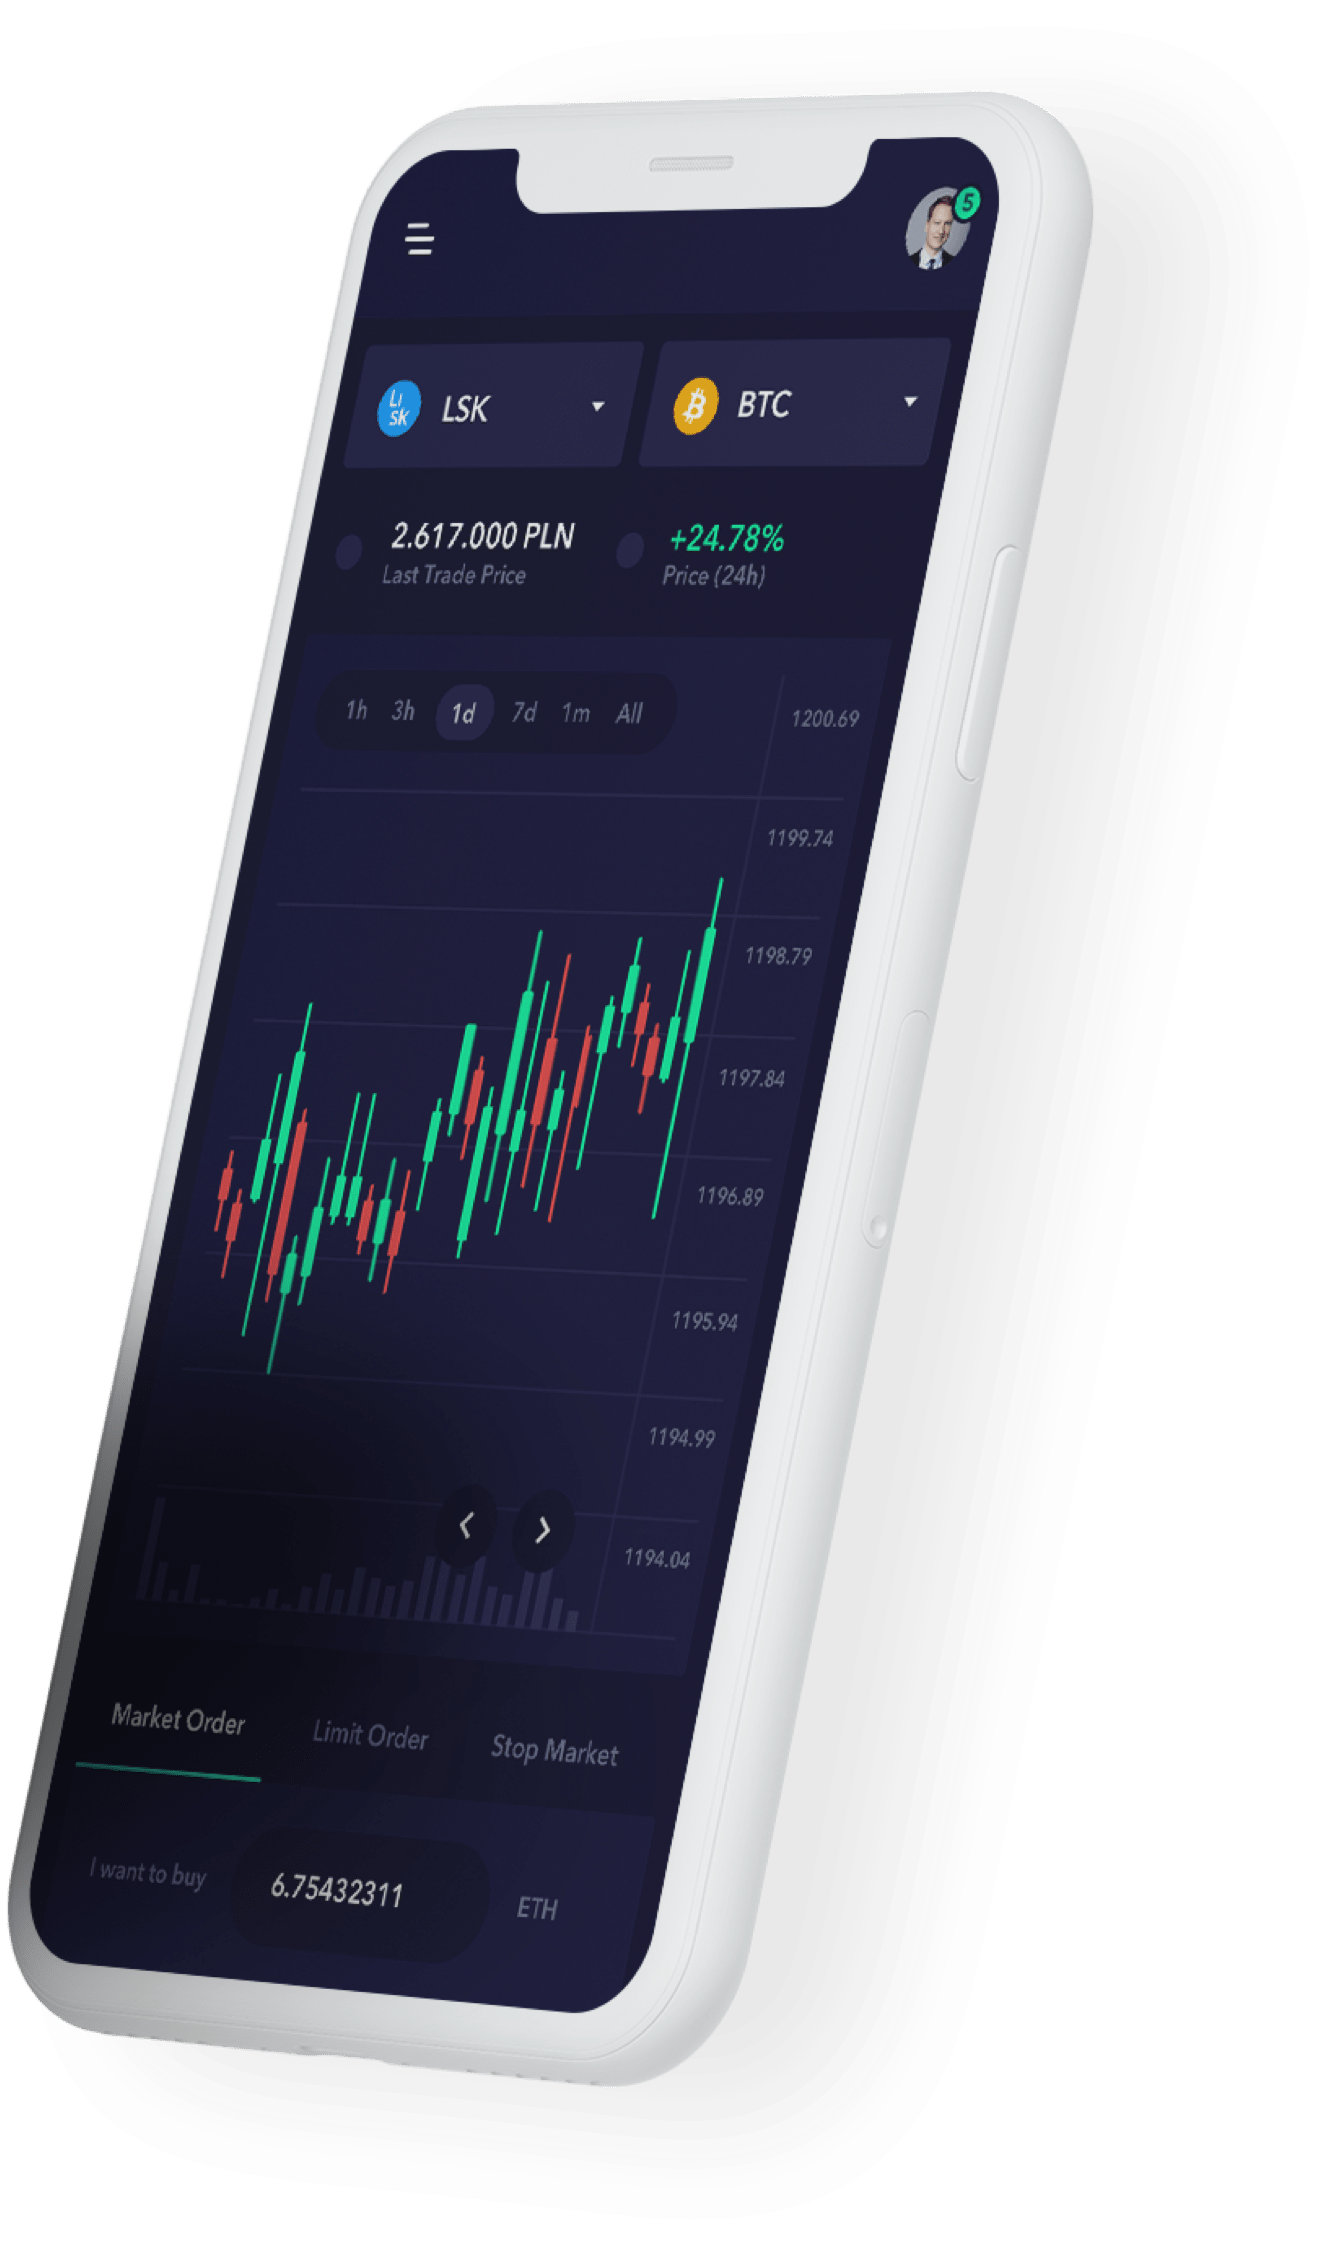 5
Li
SK
LSK
BTC
2.617.000 PLN
+24.78%
Last Trade Price
Price (24h)
1h 3h 1d 7d 1m All
1200.69
1199.74
1198.79
1197.84
1196.89
1195.94
1194.99
1194.04
Market Order
Limit Order
Stop Market
I want to buy
6.75432311
ETH